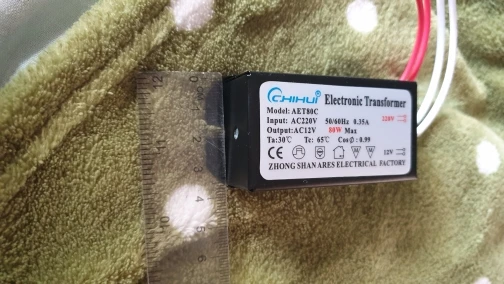 CHIHUI Electronic Transformer
Model: AET80C
Input: AC220V 50/60Hz 0.35A 220V
Output:AC12V 80W Max
Ta:30℃ Tc: 65℃ Cosϕ: 0.99
CE 12V
ZHONG SHAN ARES ELECTRICAL FACTORY